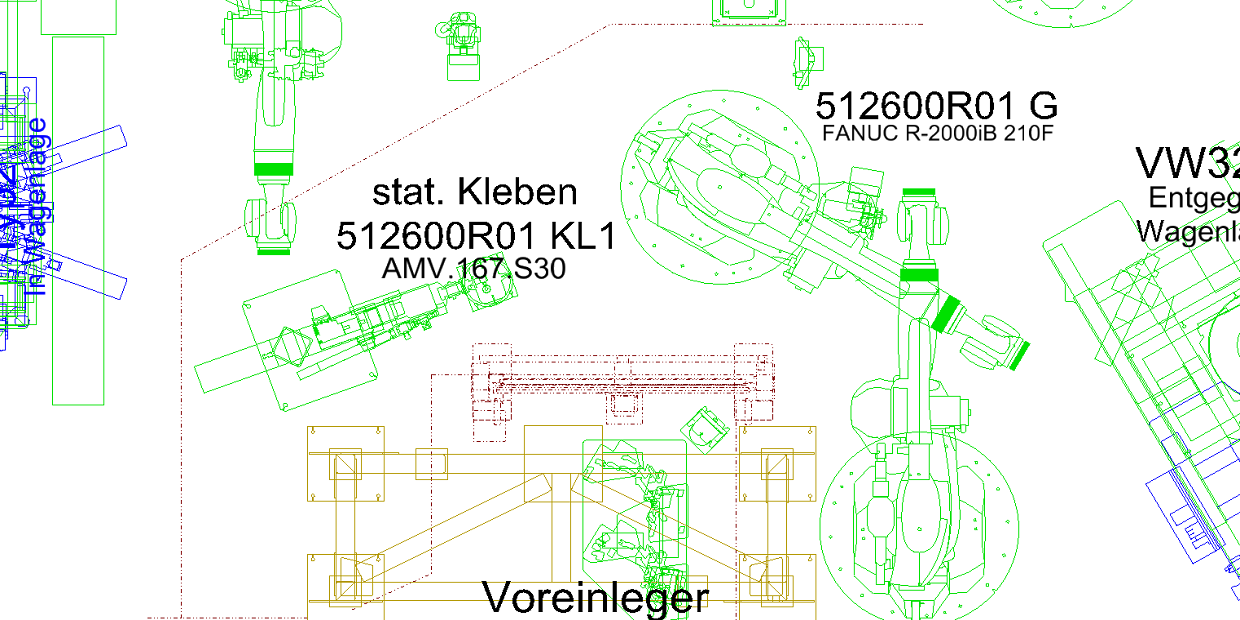 512600R01 G
FANUC R-2000iB 210F
stat. Kleben
512600R01 KL1
AMV.167.S30
VW32
Entgeg
Wagenla
in Wagenlage
Voreinleger